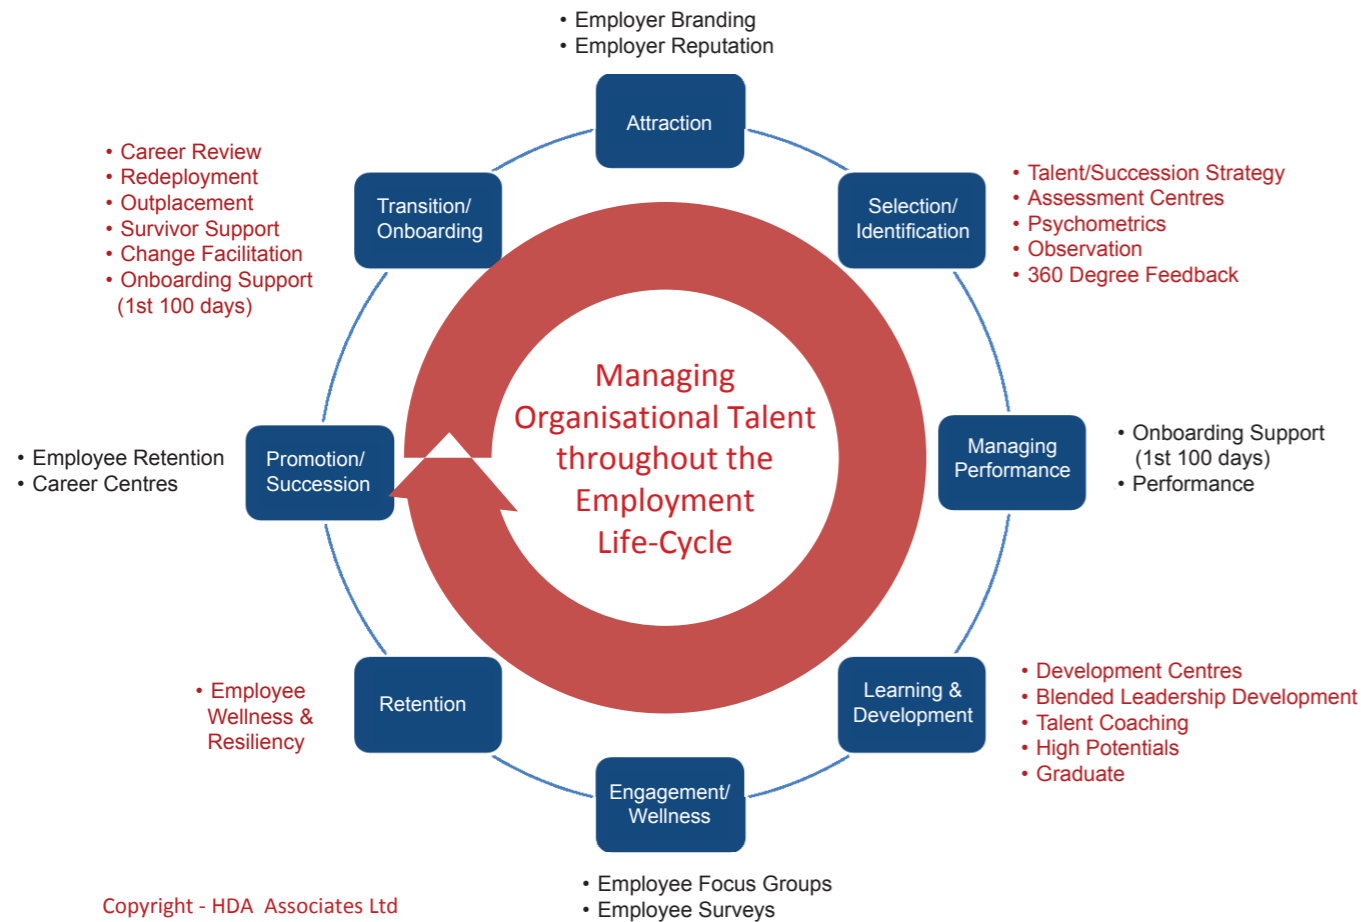 • Employer Branding
• Employer Reputation
Attraction
Selection/
Identification
• Talent/Succession Strategy
• Assessment Centres
• Psychometrics
• Observation
• 360 Degree Feedback
Managing
Performance
• Onboarding Support
(1st 100 days)
• Performance
Learning &
Development
• Development Centres
• Blended Leadership Development
• Talent Coaching
• High Potentials
• Graduate
Engagement/
Wellness
• Employee Focus Groups
• Employee Surveys
Retention
• Employee
Wellness &
Resiliency
Promotion/
Succession
• Employee Retention
• Career Centres
Transition/
Onboarding
• Career Review
• Redeployment
• Outplacement
• Survivor Support
• Change Facilitation
• Onboarding Support
(1st 100 days)
Managing
Organisational Talent
throughout the
Employment
Life-Cycle
Copyright - HDA Associates Ltd